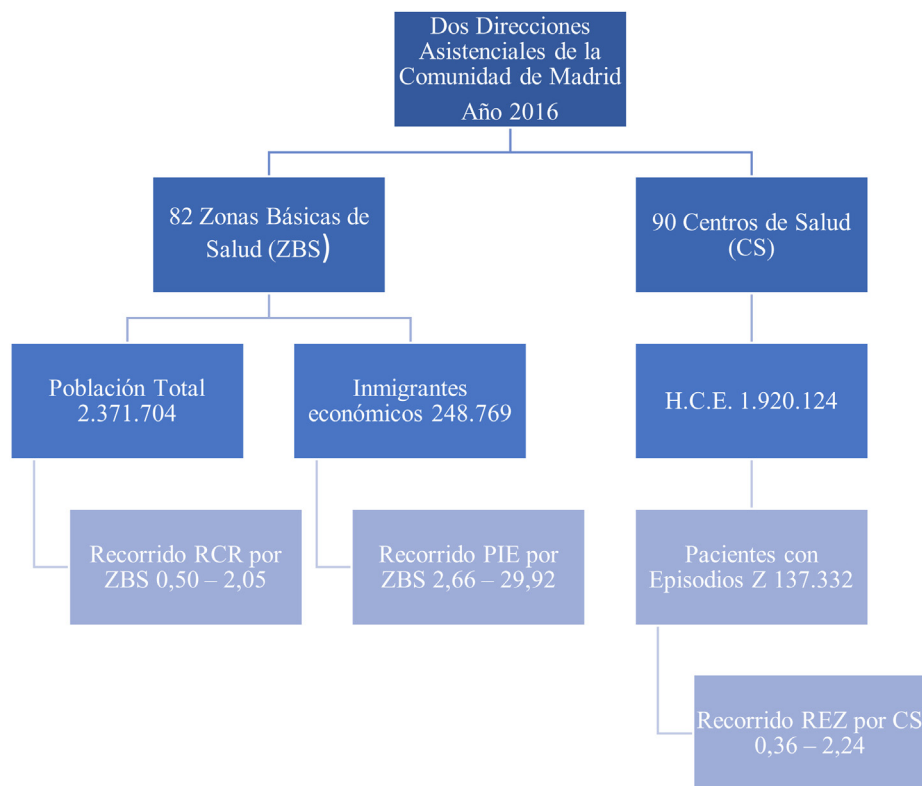 Dos Direcciones
Asistenciales de la
Comunidad de Madrid
Año 2016
82 Zonas Básicas de
Salud (ZBS)
90 Centros de Salud
(CS)
Población Total
2.371.704
Inmigrantes
económicos 248.769
H.C.E. 1.920.124
Recorrido RCR por
ZBS 0,50 – 2,05
Recorrido PIE por
ZBS 2,66 – 29,92
Pacientes con
Episodios Z 137.332
Recorrido REZ por CS
0,36 – 2,24